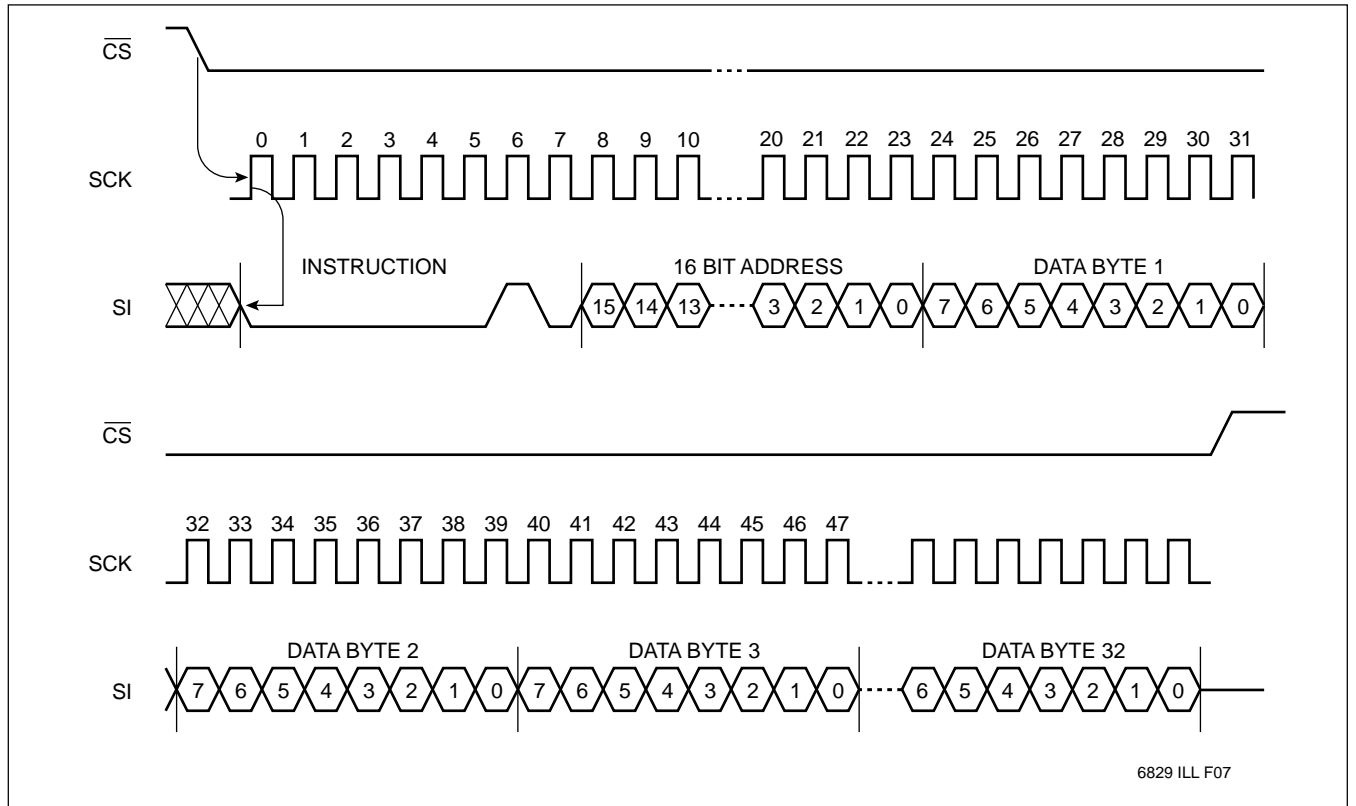 CS
0 1 2 3 4 5 6 7 8 9 10 20 21 22 23 24 25 26 27 28 29 30 31
SCK
INSTRUCTION 16 BIT ADDRESS DATA BYTE 1
SI 15 14 13 3 2 1 0 7 6 5 4 3 2 1 0
CS
32 33 34 35 36 37 38 39 40 41 42 43 44 45 46 47
SCK
DATA BYTE 2 DATA BYTE 3 DATA BYTE 32
SI 7 6 5 4 3 2 1 0 7 6 5 4 3 2 1 0 6 5 4 3 2 1 0
6829 ILL F07